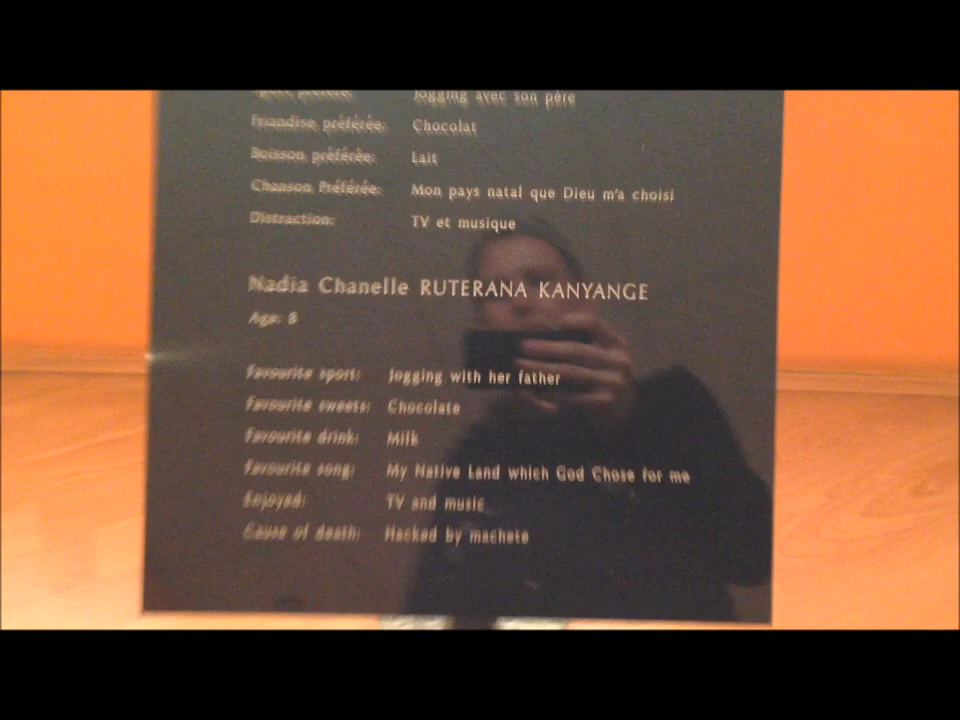 Sport préféré: Jogging avec son père
Friandise préférée: Chocolat
Boisson préférée: Lait
Chanson Préférée: Mon pays natal que Dieu m'a choisi
Distraction: TV et musique
Nadia Chanelle RUTERANA KANYANGE
Age: 8
Favourite sport: Jogging with her father
Favourite sweets: Chocolate
Favourite drink: Milk
Favourite song: My Native Land which God Chose for me
Enjoyed: TV and music
Cause of death: Hacked by machete